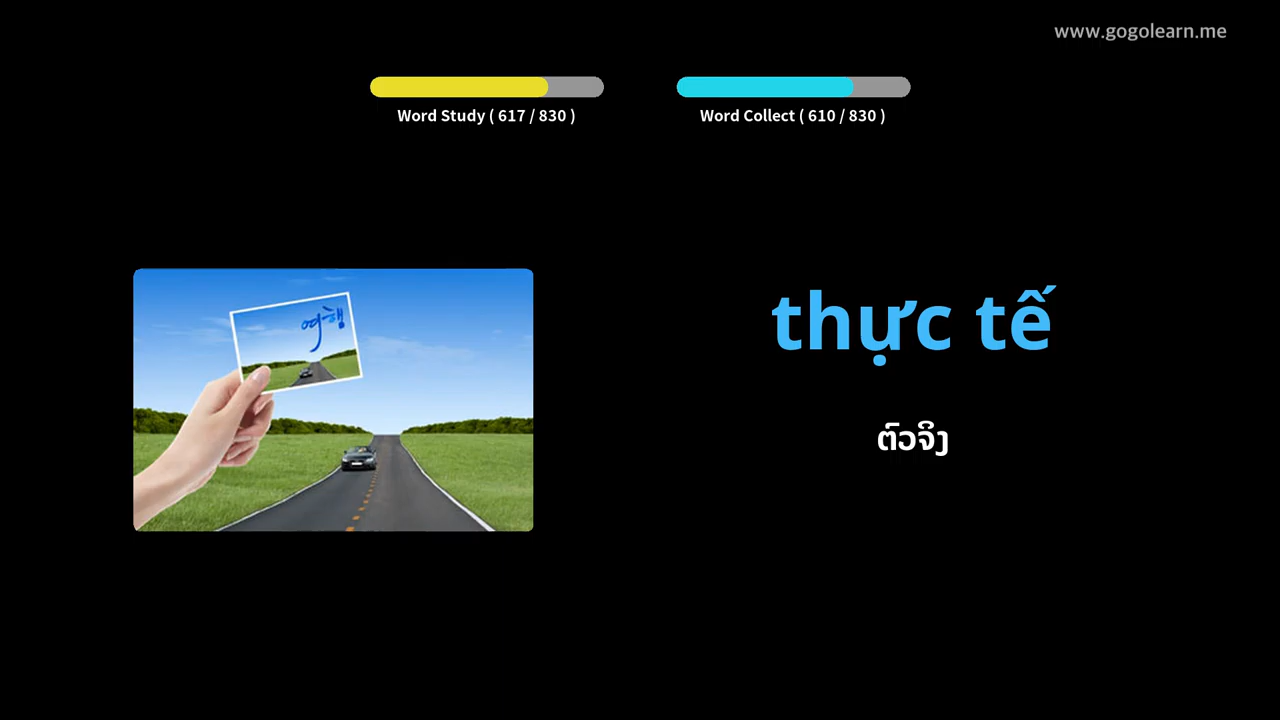 www.gogolearn.me
Word Study ( 617 / 830 )
Word Collect ( 610 / 830 )
여행
thực tế
ຕົວຈິງ